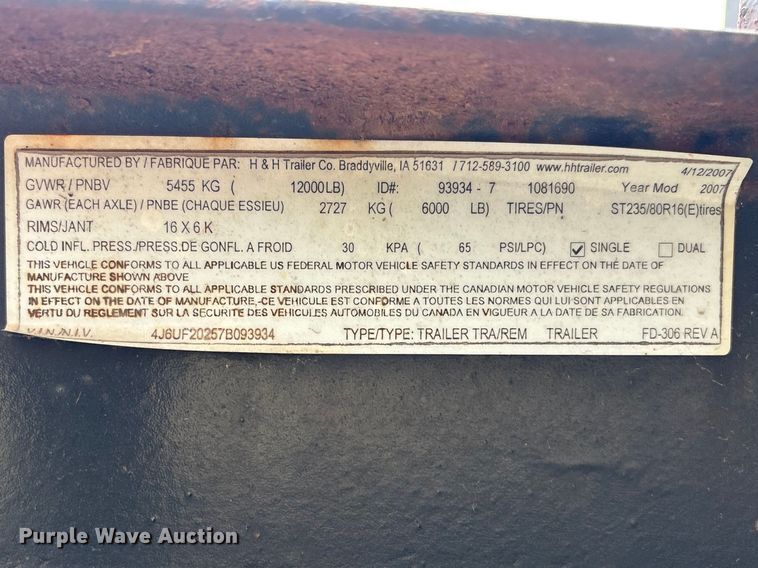 MANUFACTURED BY / FABRIQUE PAR: H & H Trailer Co. Braddyville, IA 51631 / 712-589-3100 www.hhtrailer.com 4/12/2007
GVWR / PNBV 5455 KG ( 12000LB) ID#: 93934 - 7 1081690 Year Mod 2007
GAWR (EACH AXLE) / PNBE (CHAQUE ESSIEU) 2727 KG ( 6000 LB) TIRES/PN ST235/80R16(E)tires
RIMS/JANT 16 X 6 K
COLD INFL. PRESS./PRESS.DE GONFL. A FROID 30 KPA ( 65 PSI/LPC) SINGLE DUAL
THIS VEHICLE CONFORMS TO ALL APPLICABLE US FEDERAL MOTOR VEHICLE SAFETY STANDARDS IN EFFECT ON THE DATE OF
MANUFACTURE SHOWN ABOVE
THIS VEHICLE CONFORMS TO ALL APPLICABLE STANDARDS PRESCRIBED UNDER THE CANADIAN MOTOR VEHICLE SAFETY REGULATIONS
IN EFFECT ON THE DATE OF MANUFACTURE,-CE VEHICULE EST CONFORME A TOUTES LES NORMES QUI LUI SONT APPLICABLES EN
VERTU DU REGLEMENT SUR LA SECURITE DES VEHICULES AUTOMOBILES DU CANADA EN VIGUEUR A LA DATE DE SA FABRICATION.
V.I.N./N.I.V. 4J6UF20257B093934 TYPE/TYPE: TRAILER TRA/REM TRAILER FD-306 REV A
Purple Wave Auction